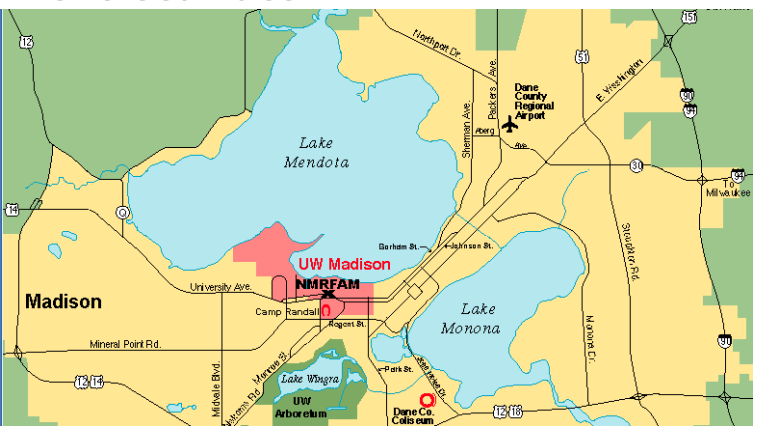 12
151
Northport Dr.
51
Packers Ave.
Sherman Ave.
E. Washington
Dane
County
Regional
Airport
90
94
Aberg
Ave.
Lake
Mendota
30
94
To
Milwaukee
14
Q
Gorham St.
Johnson St.
UW Madison
NMRFAM
University Ave.
Madison
Camp Randall
Regent St.
Lake
Monona
Stoughton Rd.
Monona Dr.
Mineral Point Rd.
90
Midvale Blvd.
Monroe St.
Park St.
Lake Wingra
12
14
UW
Arboretum
Dane Co.
Coliseum
12
18